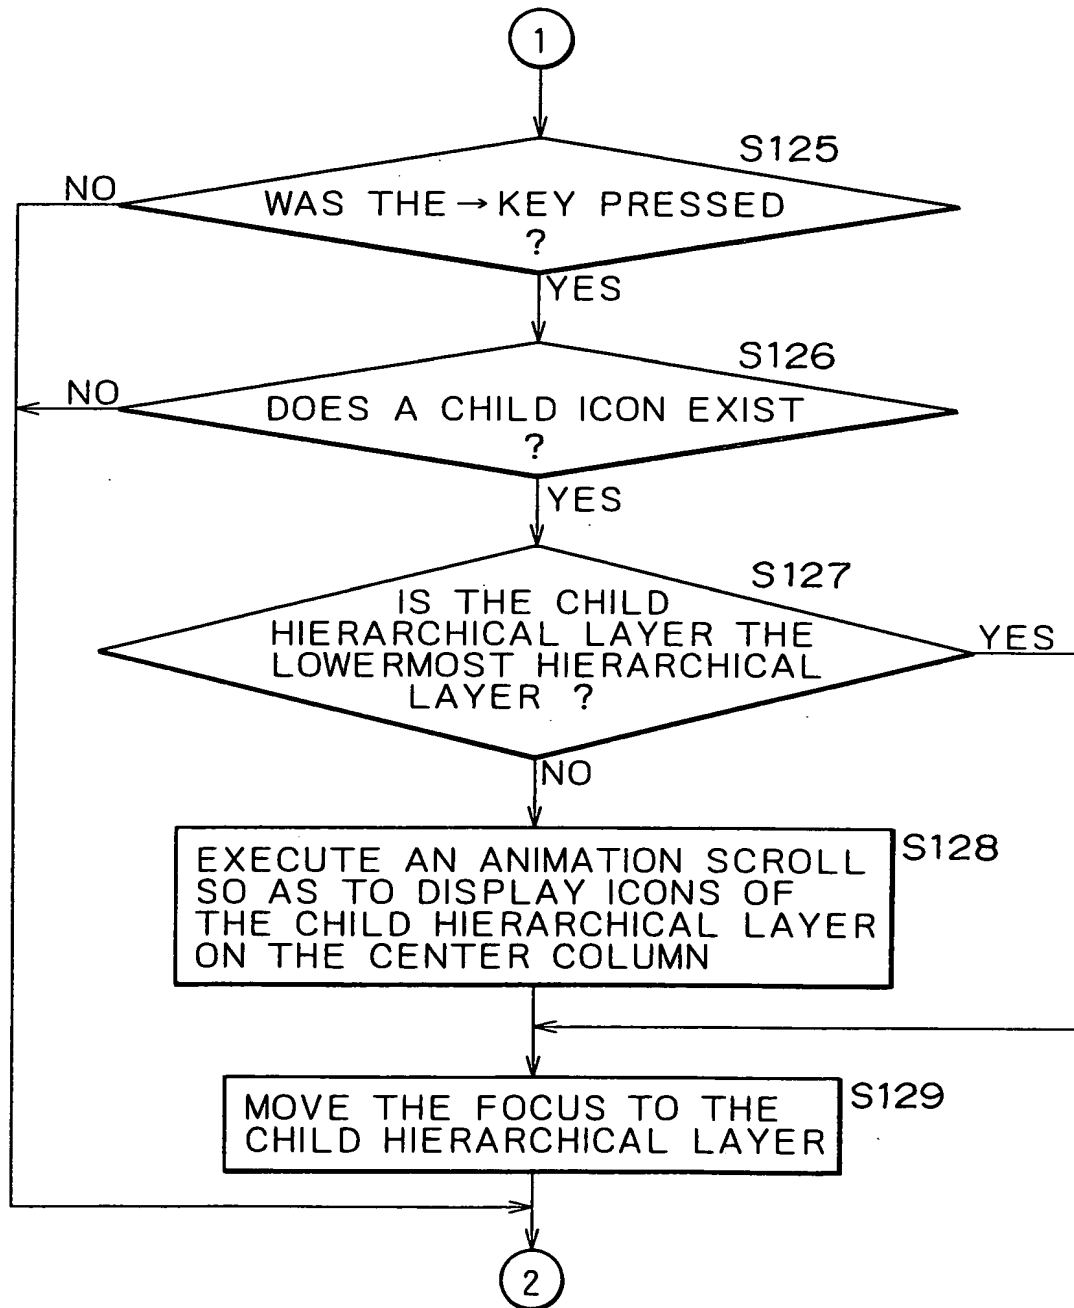 1
S125
NO
WAS THE → KEY PRESSED
?
YES
S126
NO
DOES A CHILD ICON EXIST
?
YES
S127
IS THE CHILD
HIERARCHICAL LAYER THE
LOWERMOST HIERARCHICAL
LAYER ?
YES
NO
S128
EXECUTE AN ANIMATION SCROLL
SO AS TO DISPLAY ICONS OF
THE CHILD HIERARCHICAL LAYER
ON THE CENTER COLUMN
S129
MOVE THE FOCUS TO THE
CHILD HIERARCHICAL LAYER
2